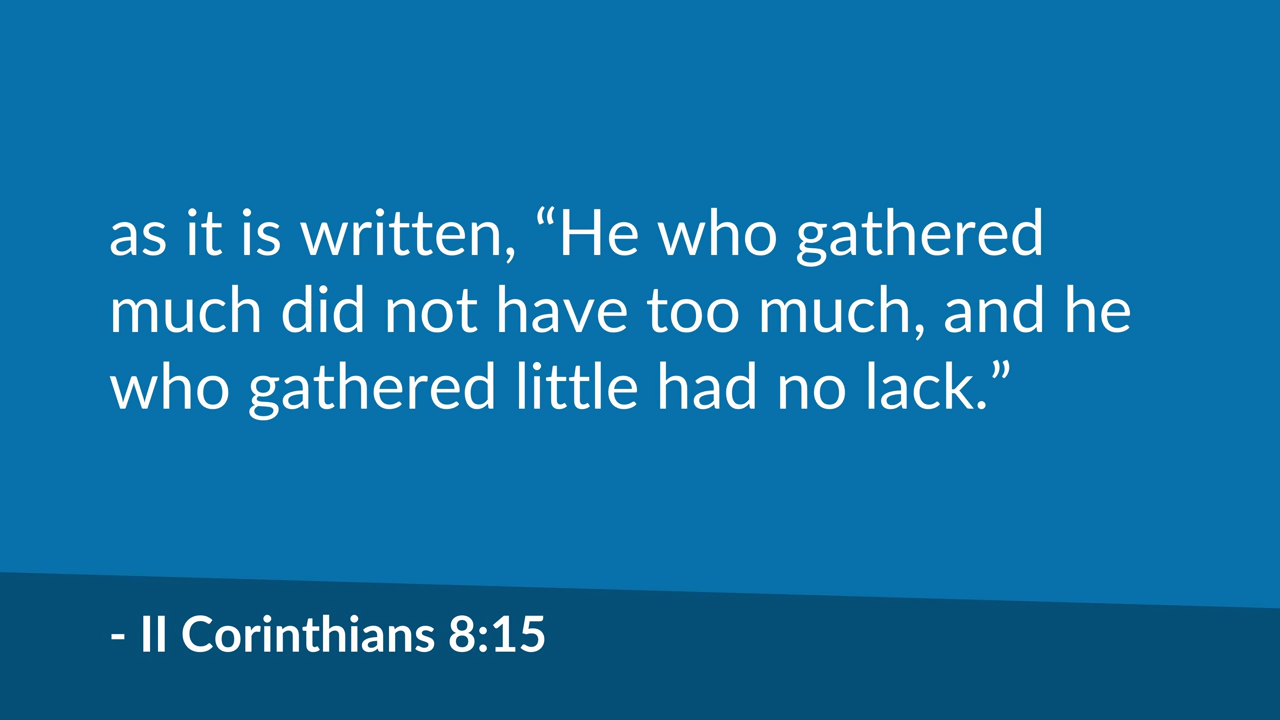 as it is written, “He who gathered
much did not have too much, and he
who gathered little had no lack.”
- II Corinthians 8:15